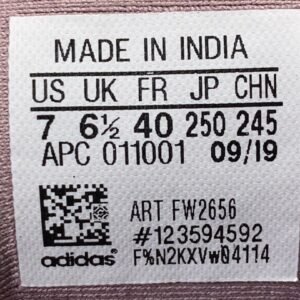 MADE IN INDIA
US UK FR JP CHN
7 6½ 40 250 245
APC 011001 09/19
ART FW2656
#123594592
adidas F%N2KXVw04114